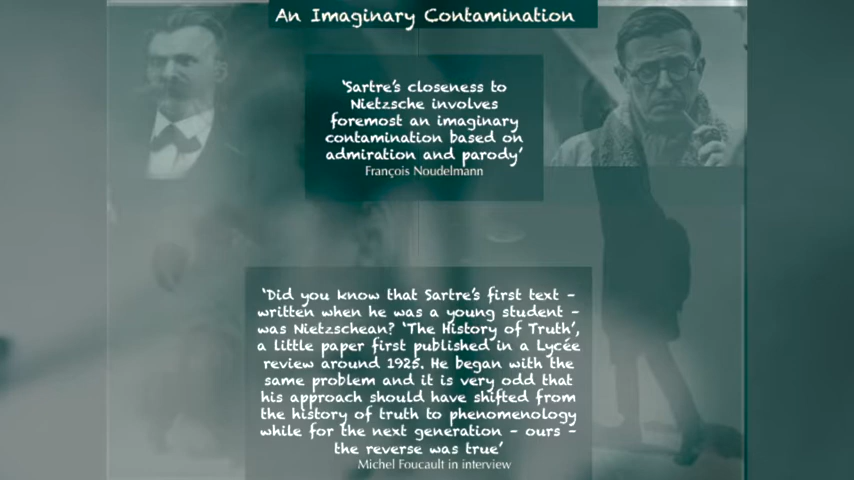 An Imaginary Contamination
‘Sartre’s closeness to
Nietzsche involves
foremost an imaginary
contamination based on
admiration and parody’
François Noudelmann
‘Did you know that Sartre’s first text –
written when he was a young student –
was Nietzschean? ‘The History of Truth’,
a little paper first published in a Lycée
review around 1925. He began with the
same problem and it is very odd that
his approach should have shifted from
the history of truth to phenomenology
while for the next generation – ours –
the reverse was true’
Michel Foucault in interview